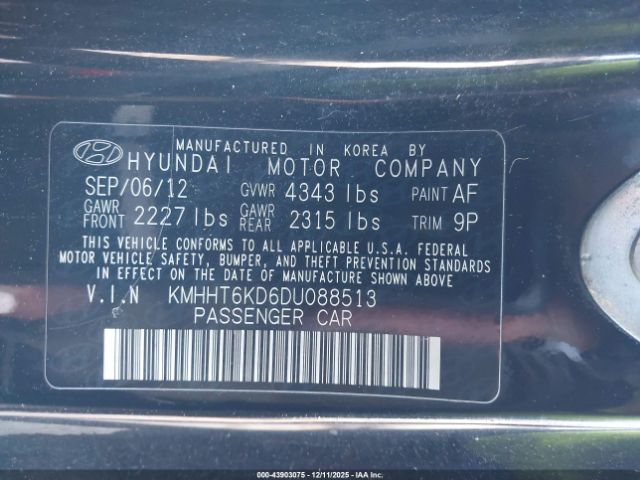 MANUFACTURED IN KOREA BY
HYUNDAI MOTOR COMPANY
SEP/06/12 GVWR 4343 lbs PAINT AF
GAWR FRONT 2227 lbs GAWR REAR 2315 lbs TRIM 9P
THIS VEHICLE CONFORMS TO ALL APPLICABLE U.S.A. FEDERAL
MOTOR VEHICLE SAFETY, BUMPER, AND THEFT PREVENTION STANDARDS
IN EFFECT ON THE DATE OF MANUFACTURE SHOWN ABOVE
V.I.N KMHHT6KD6DU088513
PASSENGER CAR
000-43903075 - 12/11/2025 - IAAI.COM